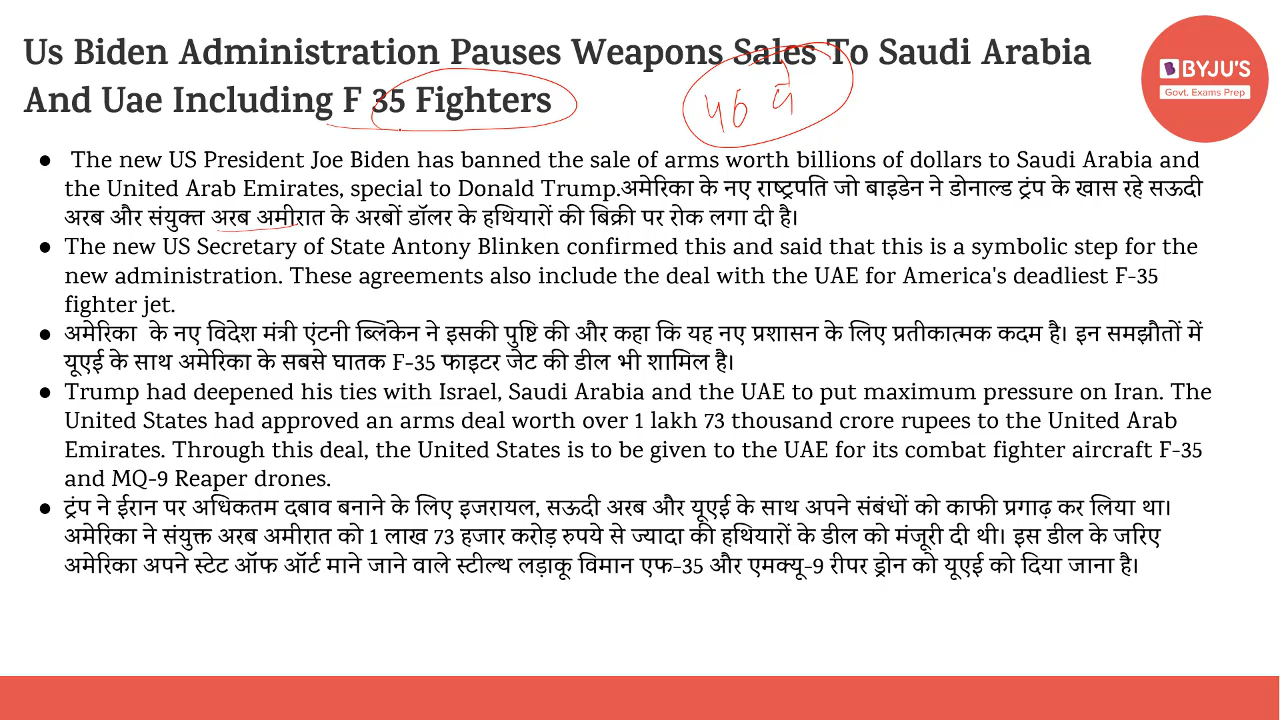 Us Biden Administration Pauses Weapons Sales To Saudi Arabia
And Uae Including F 35 Fighters
BYJU'S
Govt. Exams Prep
46 वे
● The new US President Joe Biden has banned the sale of arms worth billions of dollars to Saudi Arabia and
the United Arab Emirates, special to Donald Trump.अमेरिका के नए राष्ट्रपति जो बाइडेन ने डोनाल्ड ट्रंप के खास रहे सऊदी
अरब और संयुक्त अरब अमीरात के अरबों डॉलर के हथियारों की बिक्री पर रोक लगा दी है।
● The new US Secretary of State Antony Blinken confirmed this and said that this is a symbolic step for the
new administration. These agreements also include the deal with the UAE for America's deadliest F-35
fighter jet.
● अमेरिका के नए विदेश मंत्री एंटनी ब्लिंकेन ने इसकी पुष्टि की और कहा कि यह नए प्रशासन के लिए प्रतीकात्मक कदम है। इन समझौतों में
यूएई के साथ अमेरिका के सबसे घातक F-35 फाइटर जेट की डील भी शामिल है।
● Trump had deepened his ties with Israel, Saudi Arabia and the UAE to put maximum pressure on Iran. The
United States had approved an arms deal worth over 1 lakh 73 thousand crore rupees to the United Arab
Emirates. Through this deal, the United States is to be given to the UAE for its combat fighter aircraft F-35
and MQ-9 Reaper drones.
● ट्रंप ने ईरान पर अधिकतम दबाव बनाने के लिए इजरायल, सऊदी अरब और यूएई के साथ अपने संबंधों को काफी प्रगाढ़ कर लिया था।
अमेरिका ने संयुक्त अरब अमीरात को 1 लाख 73 हजार करोड़ रुपये से ज्यादा की हथियारों के डील को मंजूरी दी थी। इस डील के जरिए
अमेरिका अपने स्टेट ऑफ ऑर्ट माने जाने वाले स्टील्थ लड़ाकू विमान एफ-35 और एमक्यू-9 रीपर ड्रोन को यूएई को दिया जाना है।